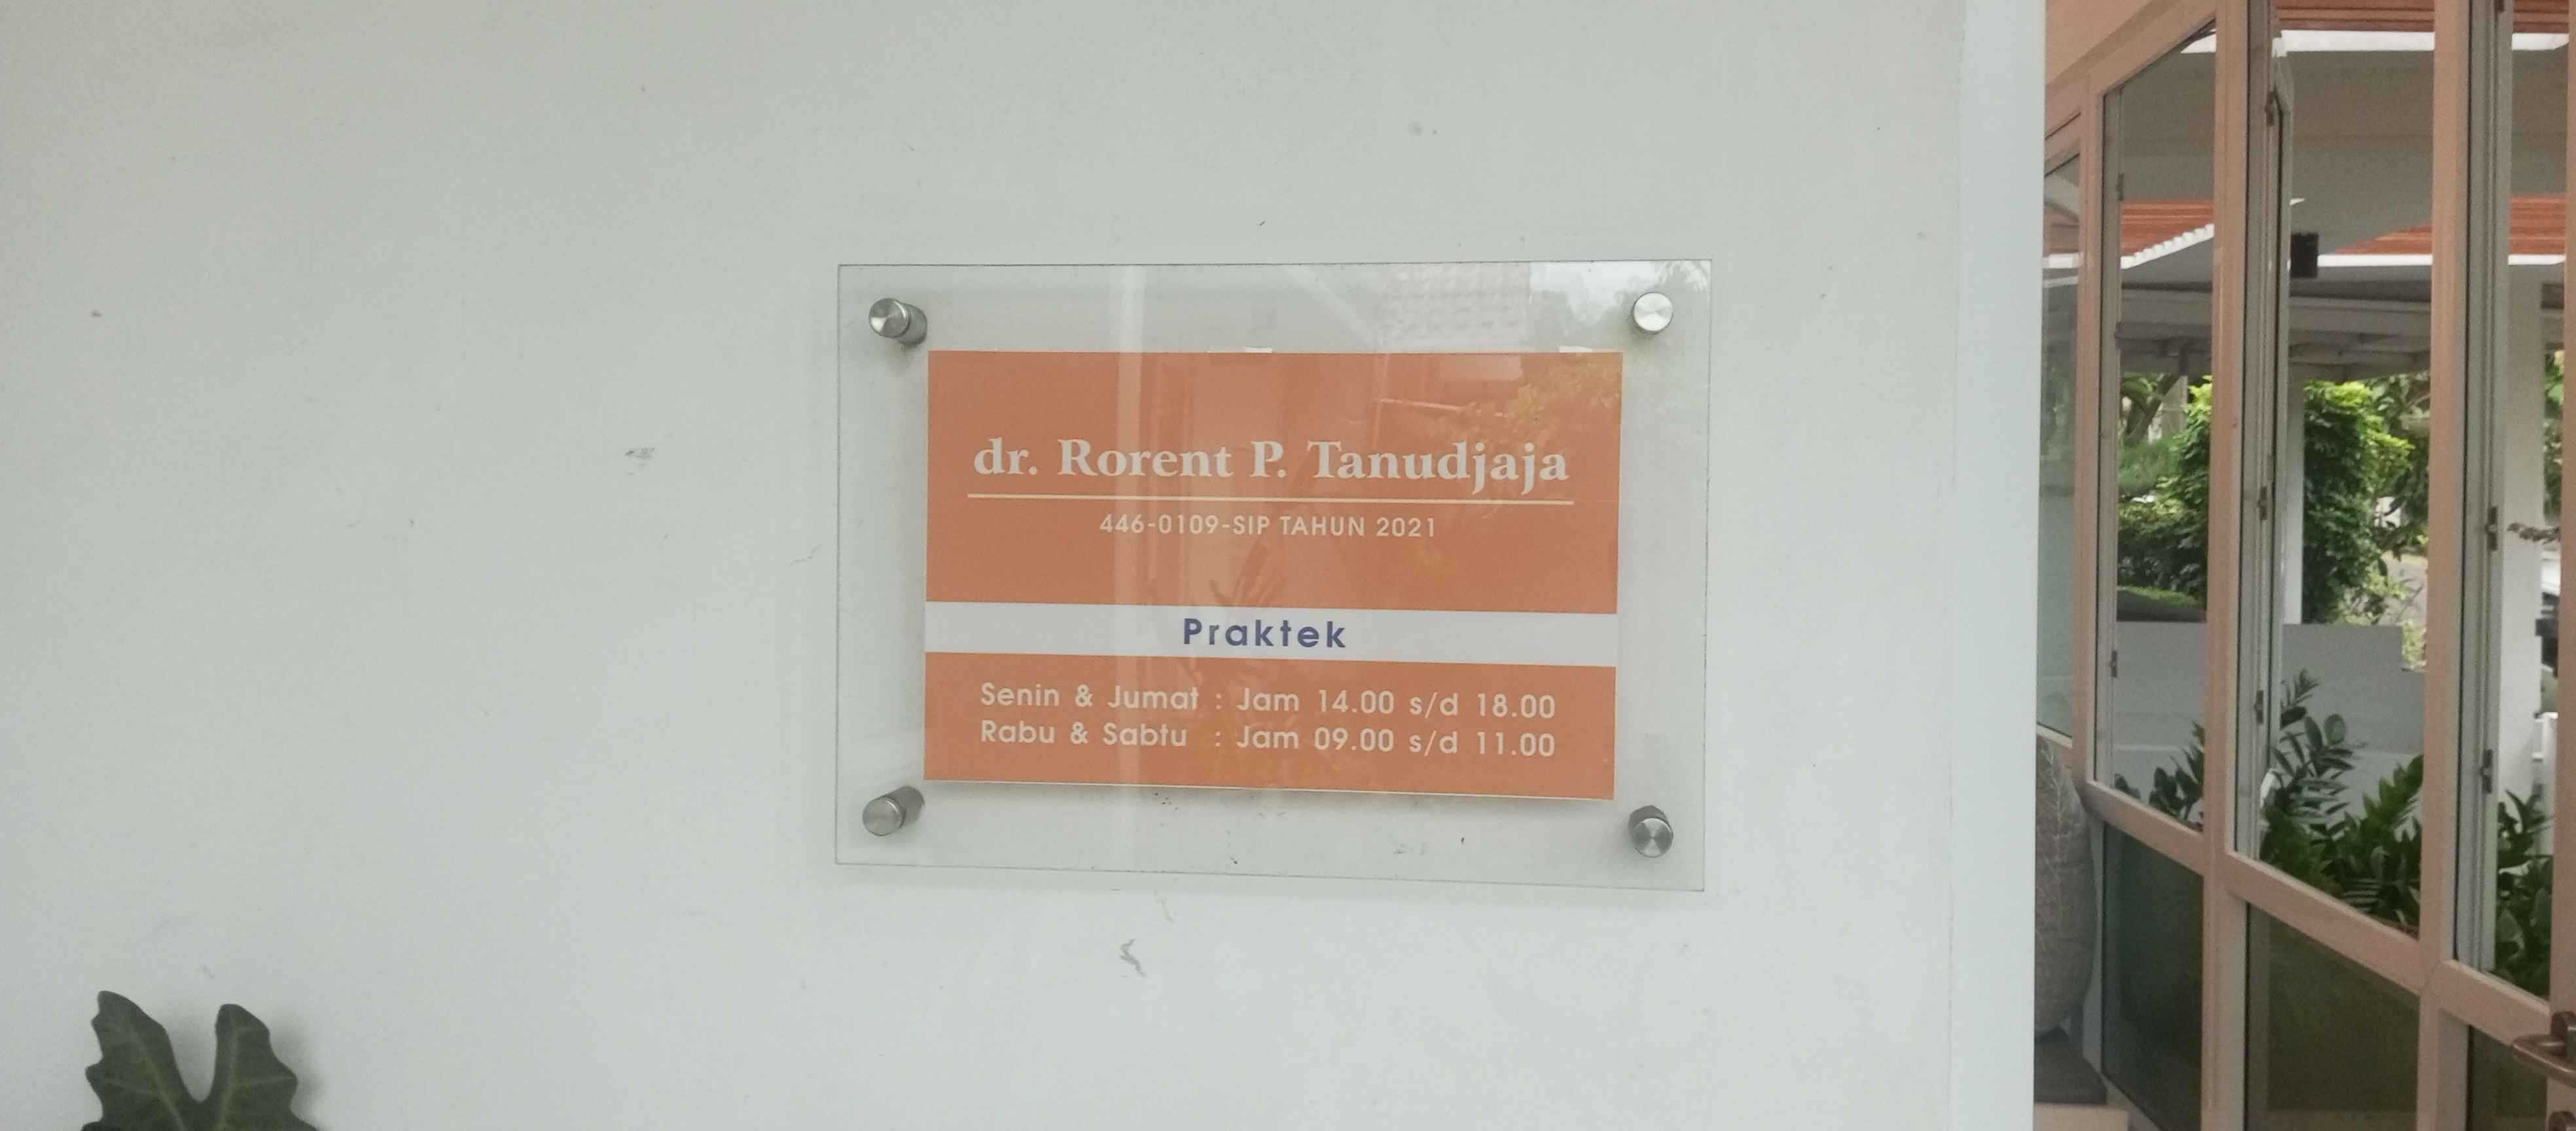 dr. Rorent P. Tanudjaja
446-0109-SIP TAHUN 2021
Praktek
Senin & Jumat : Jam 14.00 s/d 18.00
Rabu & Sabtu : Jam 09.00 s/d 11.00